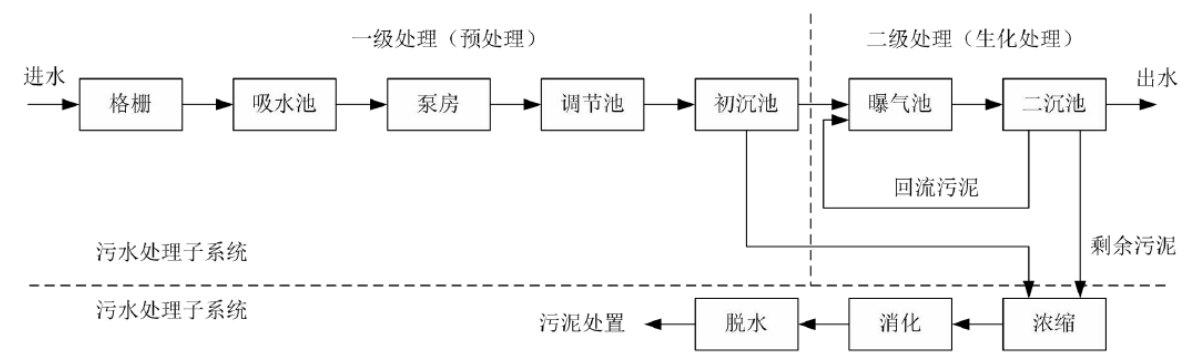 一级处理（预处理）
二级处理（生化处理）
进水
格栅
吸水池
泵房
调节池
初沉池
曝气池
二沉池
出水
回流污泥
剩余污泥
污水处理子系统
污水处理子系统
污泥处置
脱水
消化
浓缩